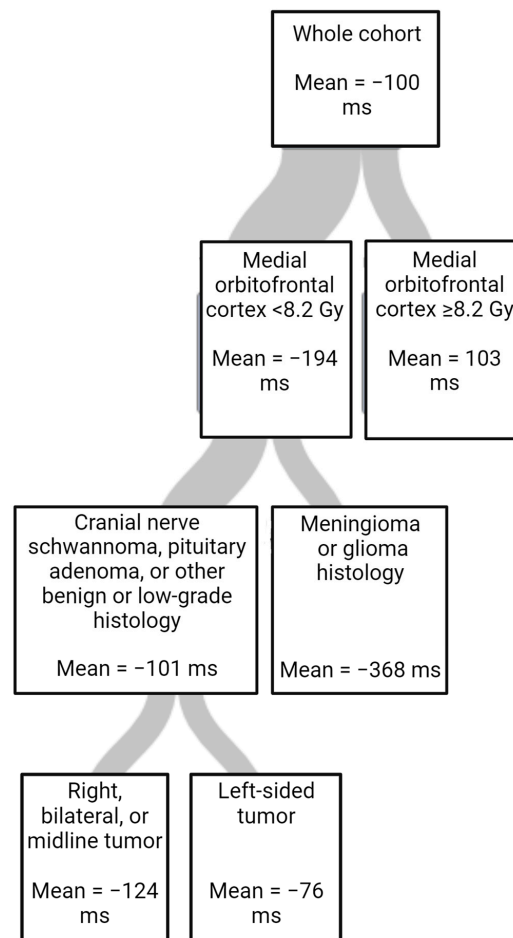 Whole cohort
Mean = −100
ms
Medial
orbitofrontal
cortex <8.2 Gy
Mean = −194
ms
Medial
orbitofrontal
cortex ≥8.2 Gy
Mean = 103
ms
Cranial nerve
schwannoma, pituitary
adenoma, or other
benign or low-grade
histology
Mean = −101 ms
Meningioma
or glioma
histology
Mean = −368 ms
Right,
bilateral, or
midline tumor
Mean = −124
ms
Left-sided
tumor
Mean = −76
ms